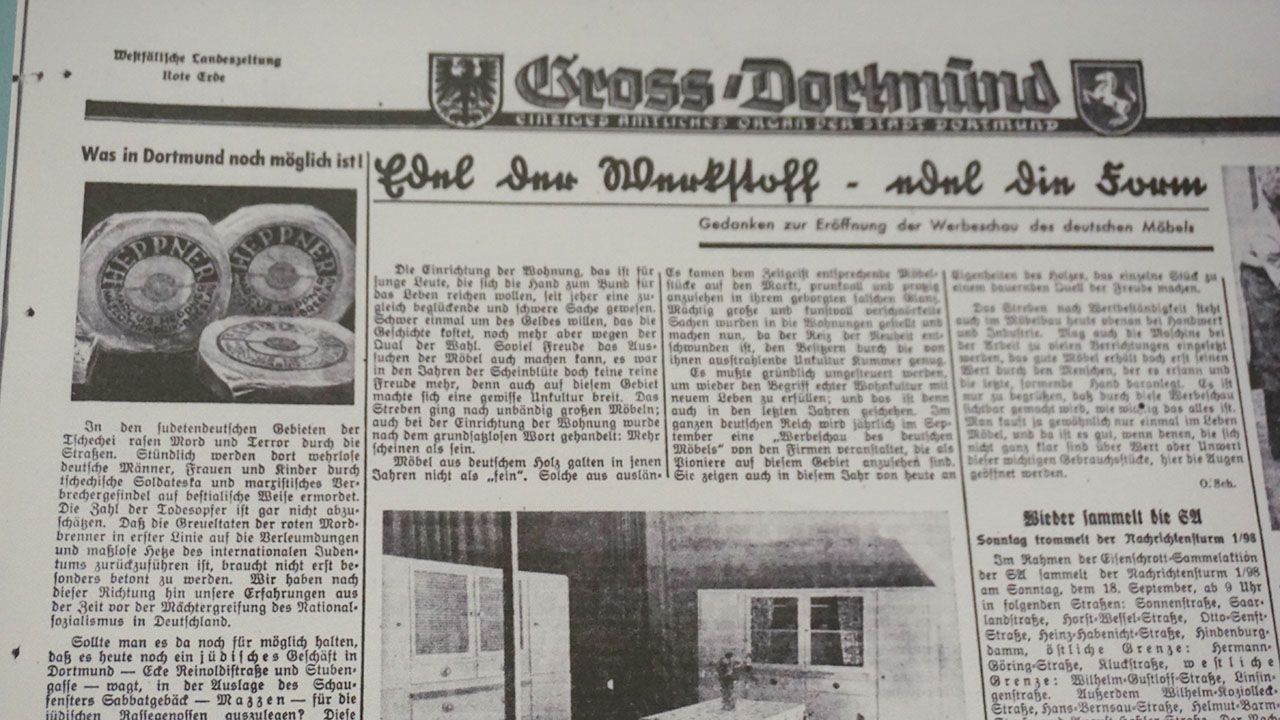 Westfälische Landeszeitung
Rote Erde
Gross-Dortmund
EINZIGES AMTLICHES ORGAN DER STADT DORTMUND
Was in Dortmund noch möglich ist!
HEPPNER
HEPPNER
In den sudetendeutschen Gebieten der
Tschechei rasen Mord und Terror durch die
Straßen. Stündlich werden dort wehrlose
deutsche Männer, Frauen und Kinder durch
tschechische Soldateska und marxistisches Ver-
brechergesindel auf bestialische Weise ermordet.
Die Zahl der Todesopfer ist gar nicht abzu-
schätzen. Daß die Greueltaten der roten Mord-
brenner in erster Linie auf die Verleumdungen
und maßlose Hetze des internationalen Juden-
tums zurückzuführen ist, braucht nicht erst be-
sonders betont zu werden. Wir haben nach
dieser Richtung hin unsere Erfahrungen aus
der Zeit vor der Mächtergreifung des National-
sozialismus in Deutschland.
Sollte man es da noch für möglich halten,
daß es heute noch ein jüdisches Geschäft in
Dortmund — Ecke Reinoldistraße und Stuben-
gasse — wagt, in der Auslage des Schau-
fensters Sabbatgebäck — Mazzen — für die
jüdischen Rassegenossen auszulegen? Diese
Edel der Werkstoff - edel die Form
Gedanken zur Eröffnung der Werbeschau des deutschen Möbels
Die Einrichtung der Wohnung, das ist für
junge Leute, die sich die Hand zum Bund für
das Leben reichen wollen, seit jeher eine zu-
gleich beglückende und schwere Sache gewesen.
Schwer einmal um des Geldes willen, das die
Geschichte kostet, noch mehr aber wegen der
Qual der Wahl. Soviel Freude das Aus-
suchen der Möbel auch machen kann, es war
in den Jahren der Scheinblüte doch keine reine
Freude mehr, denn auch auf diesem Gebiet
machte sich eine gewisse Unkultur breit. Das
Streben ging nach unbändig großen Möbeln;
auch bei der Einrichtung der Wohnung wurde
nach dem grundsatzlosen Wort gehandelt: Mehr
scheinen als sein.
Möbel aus deutschem Holz galten in jenen
Jahren nicht als „fein". Solche aus auslän-
Es kamen dem Zeitgeist entsprechende Möbel-
stücke auf den Markt, prunkvoll und protzig
anzusehen in ihrem geborgten falschen Glanz.
Mächtig große und kunstvoll verschnörkelte
Sachen wurden in die Wohnungen gestellt und
machen nun, da der Reiz der Neuheit ent-
schwunden ist, den Besitzern durch die von
ihnen ausstrahlende Unkultur Kummer genug.
Es mußte gründlich umgesteuert werden,
um wieder den Begriff echter Wohnkultur mit
neuem Leben zu erfüllen; und das ist denn
auch in den letzten Jahren geschehen. Im
ganzen deutschen Reich wird jährlich im Sep-
tember eine „Werbeschau des deutschen
Möbels" von den Firmen veranstaltet, die als
Pioniere auf diesem Gebiet anzusehen sind.
Sie zeigen auch in diesem Jahr von heute an
Eigenheiten des Holzes, das einzelne Stück zu
einem dauernden Quell der Freude machen.
Das Streben nach Wertbeständigkeit steht
auch im Möbelbau heute obenan bei Handwerk
und Industrie. Mag auch die Maschine bei
der Arbeit zu vielen Verrichtungen eingesetzt
werden, das gute Möbel erhält doch erst seinen
Wert durch den Menschen, der es ersann und
die letzte, formende Hand daranlegt. Es ist
nur zu begrüßen, daß durch diese Werbeschau
sichtbar gemacht wird, wie wichtig das alles ist.
Man kauft ja gewöhnlich nur einmal im Leben
Möbel, und da ist es gut, wenn denen, die sich
nicht ganz klar sind über Wert oder Unwert
dieser wichtigen Gebrauchsstücke, hier die Augen
geöffnet werden.
O. Sch.
Wieder sammelt die SA
Sonntag trommelt der Nachrichtensturm 1/98
Im Rahmen der Eisenschrott-Sammelaktion
der SA sammelt der Nachrichtensturm 1/98
am Sonntag, dem 18. September, ab 9 Uhr
in folgenden Straßen: Sonnenstraße, Saar-
landstraße, Horst-Wessel-Straße, Otto-Senft-
Straße, Heinz-Habenicht-Straße, Hindenburg-
damm, östliche Grenze: Hermann-
Göring-Straße, Kluckstraße, westliche
Grenze: Wilhelm-Gustloff-Straße, Linsin-
genstraße. Außerdem Wilhelm-Koziolleck-
Straße, Hans-Bernsau-Straße, Helmut-Barm-